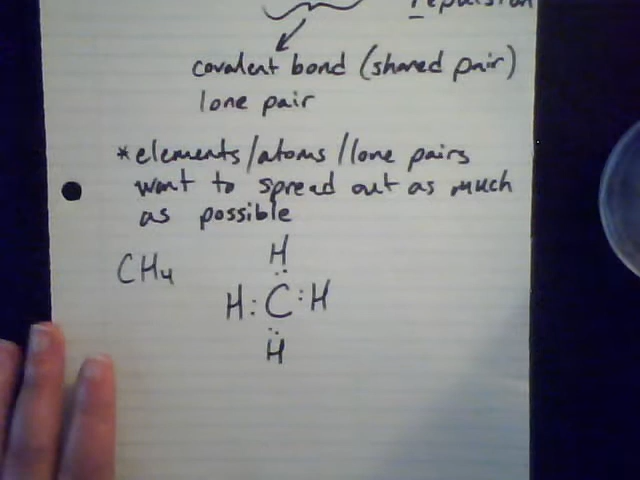 repulsion
covalent bond (shared pair)
lone pair
*elements/atoms/lone pairs
want to spread out as much
as possible
CH4
H
H:C:H
H